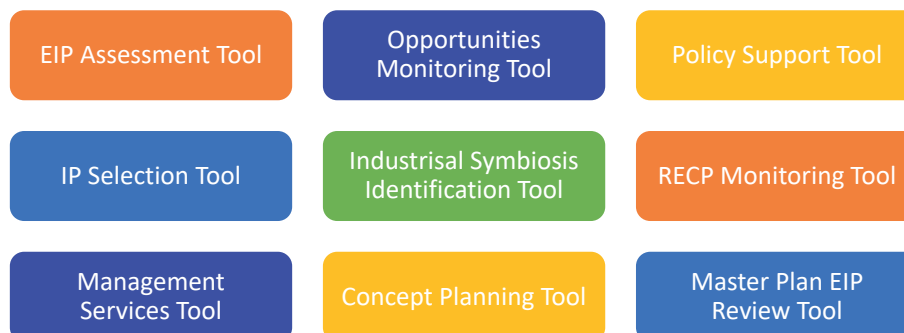 EIP Assessment Tool
Opportunities
Monitoring Tool
Policy Support Tool
IP Selection Tool
Industrisal Symbiosis
Identification Tool
RECP Monitoring Tool
Management
Services Tool
Concept Planning Tool
Master Plan EIP
Review Tool